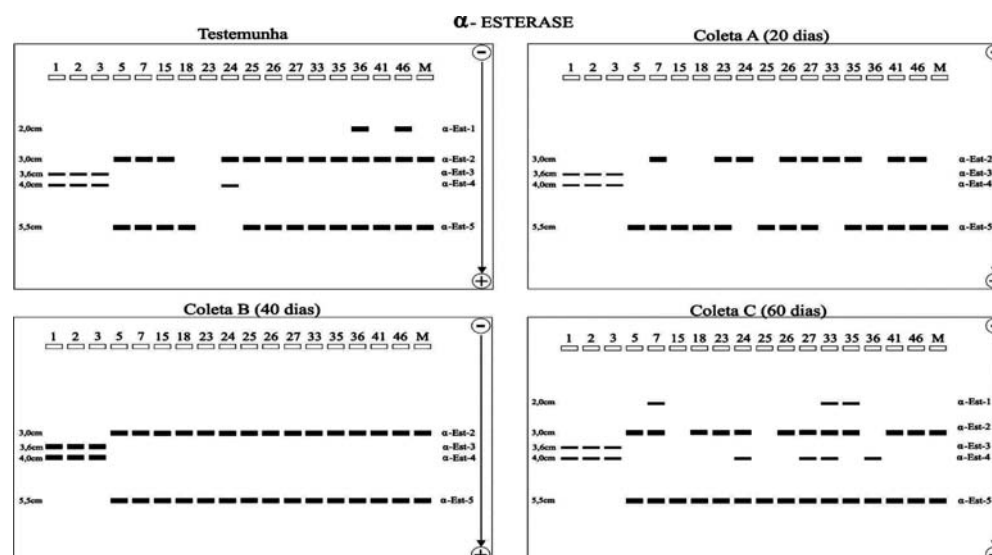 α- ESTERASE
Testemunha
1 2 3 5 7 15 18 23 24 25 26 27 33 35 36 41 46 M
2,0cm α-Est-1
3,0cm α-Est-2
3,6cm α-Est-3
4,0cm α-Est-4
5,5cm α-Est-5
Coleta A (20 dias)
1 2 3 5 7 15 18 23 24 25 26 27 33 35 36 41 46 M
3,0cm α-Est-2
3,6cm α-Est-3
4,0cm α-Est-4
5,5cm α-Est-5
Coleta B (40 dias)
1 2 3 5 7 15 18 23 24 25 26 27 33 35 36 41 46 M
3,0cm α-Est-2
3,6cm α-Est-3
4,0cm α-Est-4
5,5cm α-Est-5
Coleta C (60 dias)
1 2 3 5 7 15 18 23 24 25 26 27 33 35 36 41 46 M
2,0cm α-Est-1
3,0cm α-Est-2
3,6cm α-Est-3
4,0cm α-Est-4
5,5cm α-Est-5